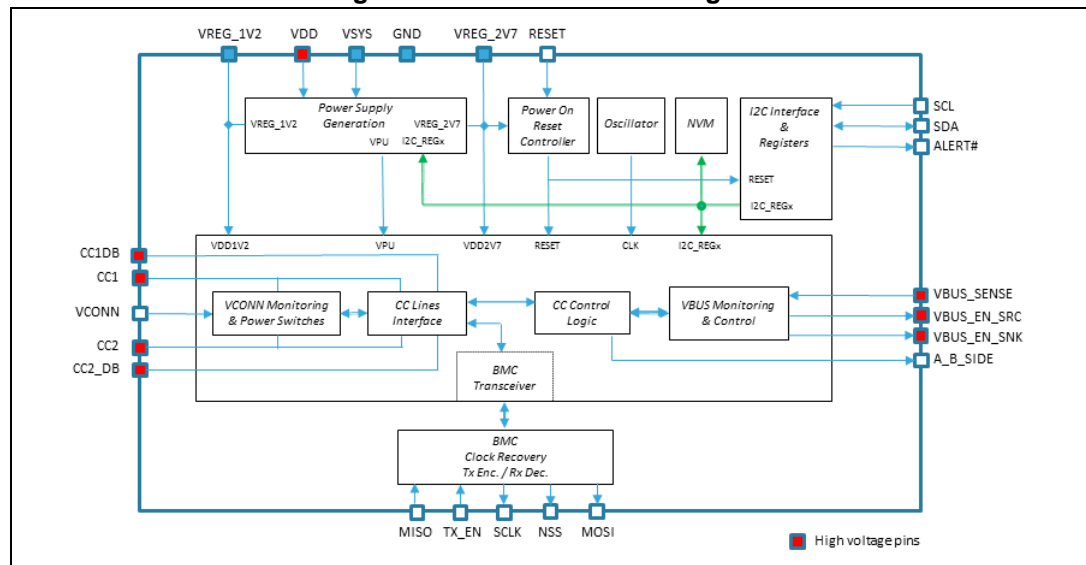 VREG_1V2 VDD VSYS GND VREG_2V7 RESET
Power Supply
Generation
VREG_1V2 VREG_2V7
VPU I2C_REGx
Power On
Reset
Controller
Oscillator
NVM
I2C Interface
&
Registers
RESET
I2C_REGx
SCL
SDA
ALERT#
VDD1V2 VPU VDD2V7 RESET CLK I2C_REGx
CC1DB
CC1
VCONN
CC2
CC2_DB
VCONN Monitoring
& Power Switches
CC Lines
Interface
CC Control
Logic
VBUS Monitoring
& Control
VBUS_SENSE
VBUS_EN_SRC
VBUS_EN_SNK
A_B_SIDE
BMC
Transceiver
BMC
Clock Recovery
Tx Enc. / Rx Dec.
MISO TX_EN SCLK NSS MOSI
High voltage pins